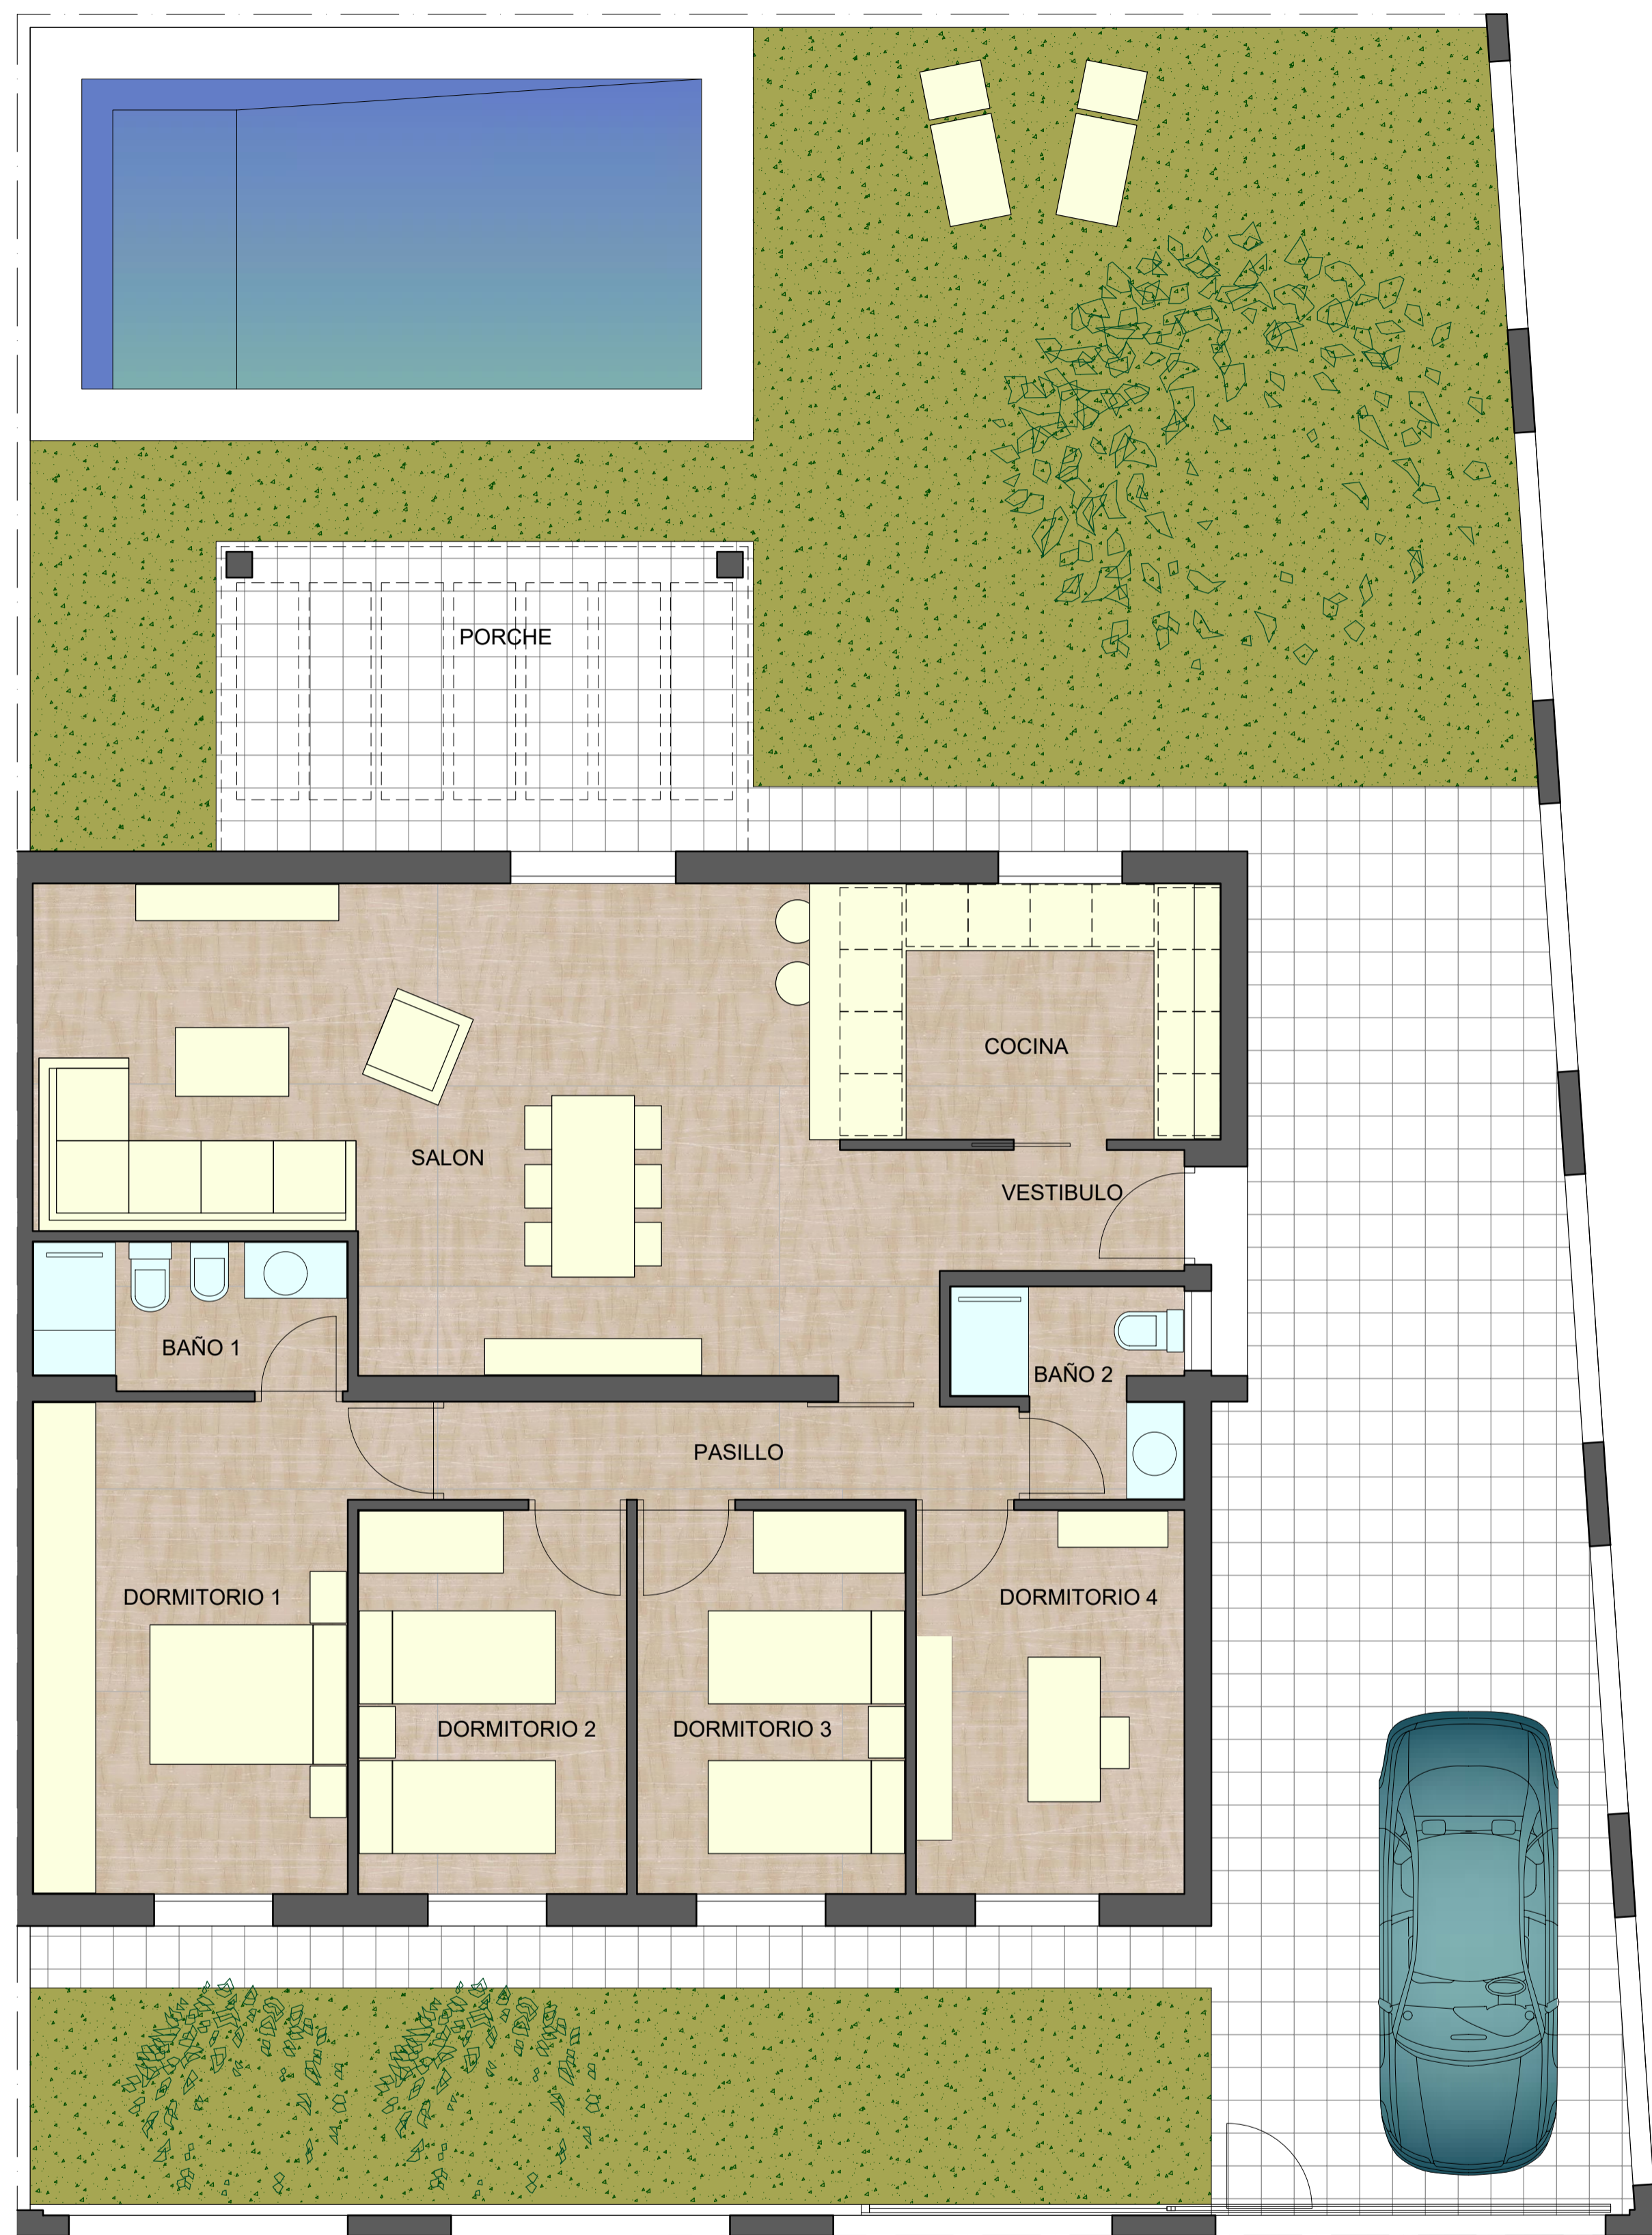 PORCHE
COCINA
SALON
VESTIBULO
BAÑO 1
BAÑO 2
PASILLO
DORMITORIO 1
DORMITORIO 4
DORMITORIO 2
DORMITORIO 3